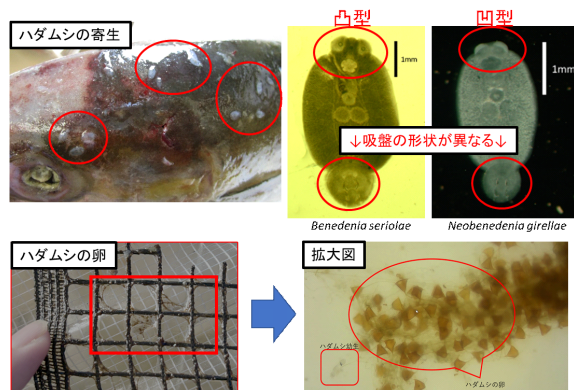 ハダムシの寄生
凸型
凹型
1mm
1mm
↓吸盤の形状が異なる↓
Benedenia seriolae
Neobenedenia girellae
ハダムシの卵
拡大図
ハダムシ幼生
ハダムシの卵